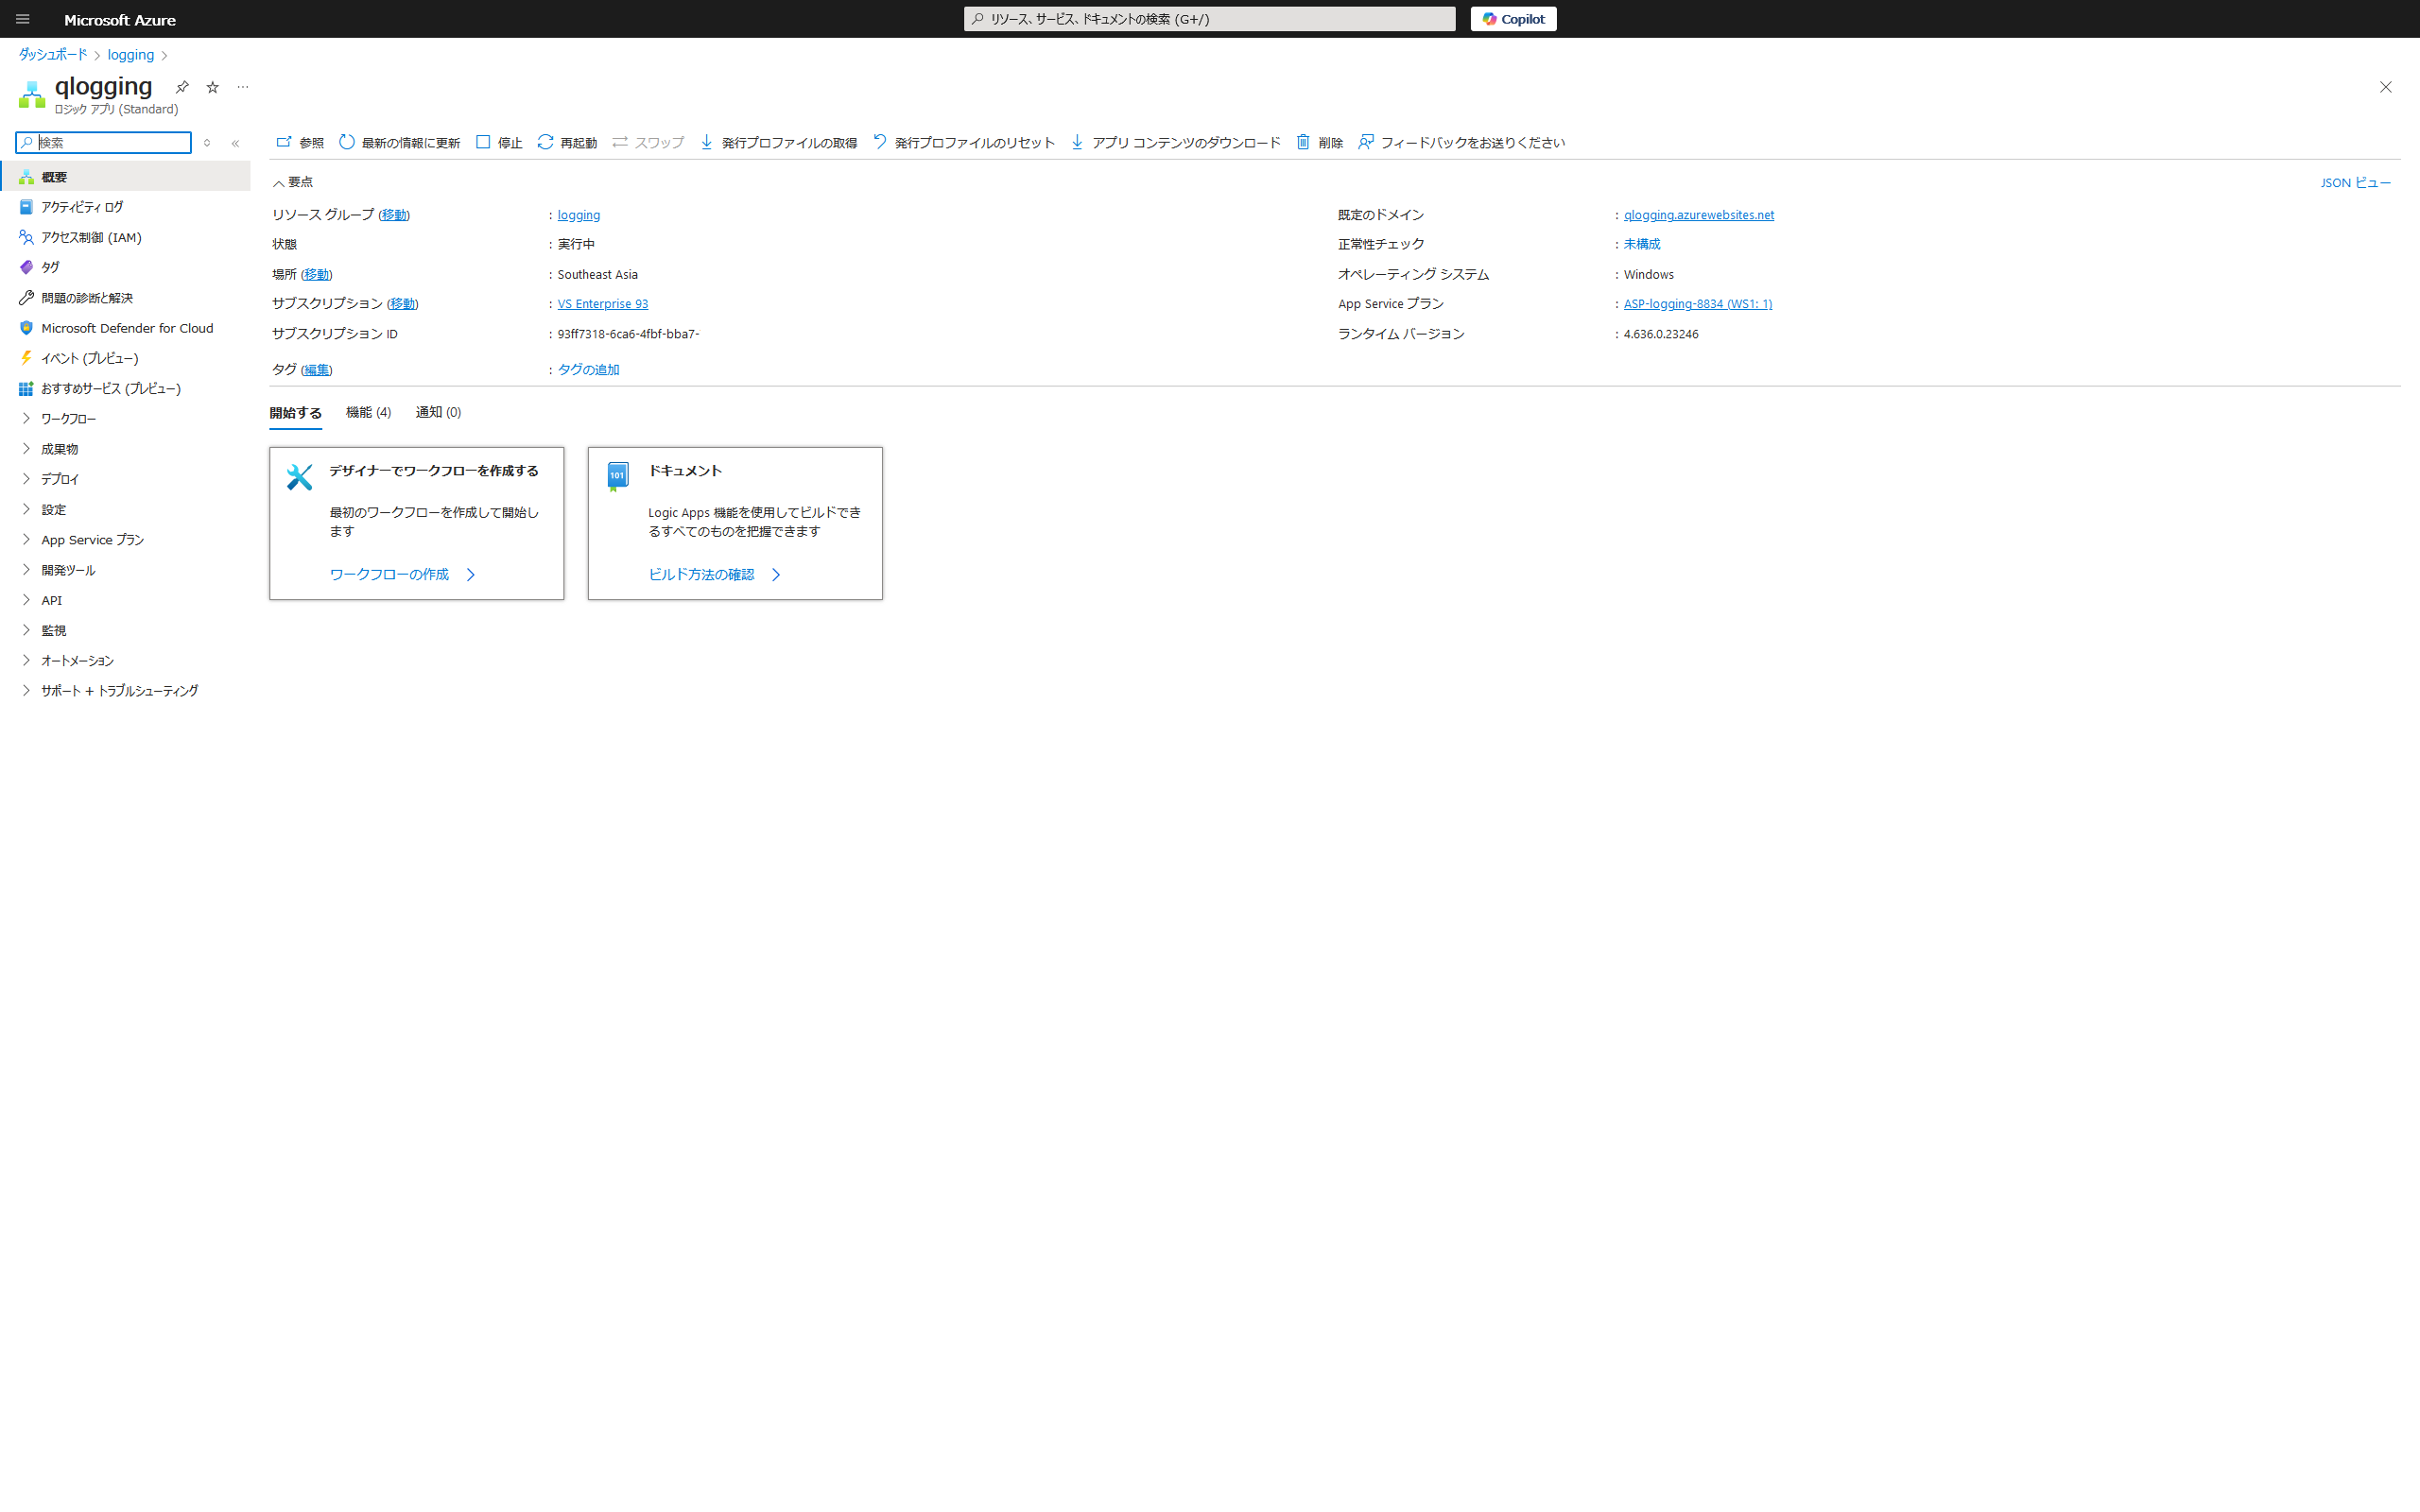 Microsoft Azure
リソース、サービス、ドキュメントの検索 (G+/)
Copilot
ダッシュボード > logging >
qlogging
ロジック アプリ (Standard)
検索
参照 最新の情報に更新 停止 再起動 スワップ 発行プロファイルの取得 発行プロファイルのリセット アプリ コンテンツのダウンロード 削除 フィードバックをお送りください
概要
アクティビティ ログ
アクセス制御 (IAM)
タグ
問題の診断と解決
Microsoft Defender for Cloud
イベント (プレビュー)
おすすめサービス (プレビュー)
ワークフロー
成果物
デプロイ
設定
App Service プラン
開発ツール
API
監視
オートメーション
サポート + トラブルシューティング
要点
JSON ビュー
リソース グループ (移動) : logging
状態 : 実行中
場所 (移動) : Southeast Asia
サブスクリプション (移動) : VS Enterprise 93
サブスクリプション ID : 93ff7318-6ca6-4fbf-bba7-
既定のドメイン : qlogging.azurewebsites.net
正常性チェック : 未構成
オペレーティング システム : Windows
App Service プラン : ASP-logging-8834 (WS1: 1)
ランタイム バージョン : 4.636.0.23246
タグ (編集) : タグの追加
開始する 機能 (4) 通知 (0)
デザイナーでワークフローを作成する
最初のワークフローを作成して開始し
ます
ワークフローの作成
101
ドキュメント
Logic Apps 機能を使用してビルドでき
るすべてのものを把握できます
ビルド方法の確認